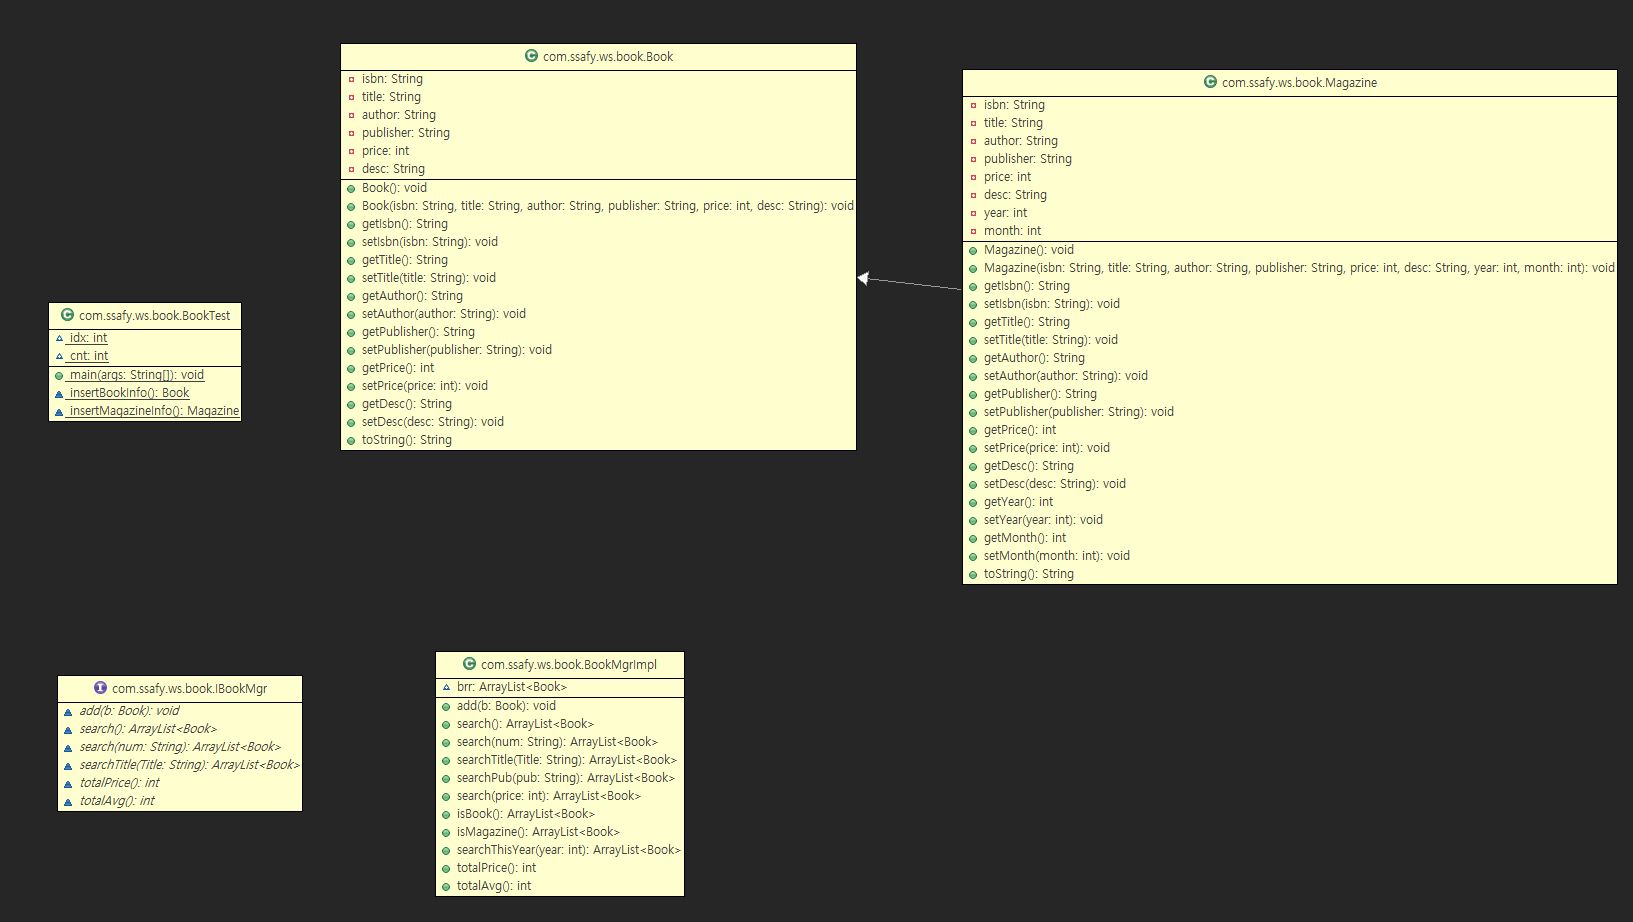 com.ssafy.ws.book.Book
isbn: String
title: String
author: String
publisher: String
price: int
desc: String
Book(): void
Book(isbn: String, title: String, author: String, publisher: String, price: int, desc: String): void
getIsbn(): String
setIsbn(isbn: String): void
getTitle(): String
setTitle(title: String): void
getAuthor(): String
setAuthor(author: String): void
getPublisher(): String
setPublisher(publisher: String): void
getPrice(): int
setPrice(price: int): void
getDesc(): String
setDesc(desc: String): void
toString(): String
com.ssafy.ws.book.Magazine
isbn: String
title: String
author: String
publisher: String
price: int
desc: String
year: int
month: int
Magazine(): void
Magazine(isbn: String, title: String, author: String, publisher: String, price: int, desc: String, year: int, month: int): void
getIsbn(): String
setIsbn(isbn: String): void
getTitle(): String
setTitle(title: String): void
getAuthor(): String
setAuthor(author: String): void
getPublisher(): String
setPublisher(publisher: String): void
getPrice(): int
setPrice(price: int): void
getDesc(): String
setDesc(desc: String): void
getYear(): int
setYear(year: int): void
getMonth(): int
setMonth(month: int): void
toString(): String
com.ssafy.ws.book.BookTest
idx: int
cnt: int
main(args: String[]): void
insertBookInfo(): Book
insertMagazineInfo(): Magazine
com.ssafy.ws.book.IBookMgr
add(b: Book): void
search(): ArrayList<Book>
search(num: String): ArrayList<Book>
searchTitle(Title: String): ArrayList<Book>
totalPrice(): int
totalAvg(): int
com.ssafy.ws.book.BookMgrImpl
brr: ArrayList<Book>
add(b: Book): void
search(): ArrayList<Book>
search(num: String): ArrayList<Book>
searchTitle(Title: String): ArrayList<Book>
searchPub(pub: String): ArrayList<Book>
search(price: int): ArrayList<Book>
isBook(): ArrayList<Book>
isMagazine(): ArrayList<Book>
searchThisYear(year: int): ArrayList<Book>
totalPrice(): int
totalAvg(): int